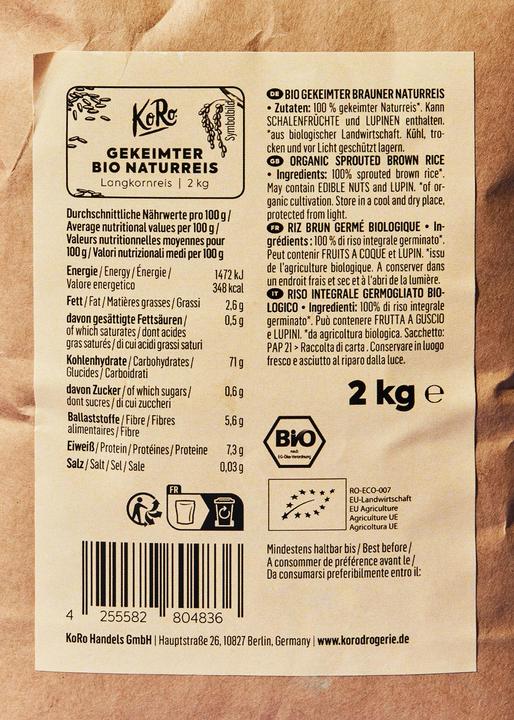 KoRo
Symbolbild
GEKEIMTER
BIO NATURREIS
Langkornreis | 2 kg
Durchschnittliche Nährwerte pro 100 g /
Average nutritional values per 100 g /
Valeurs nutritionnelles moyennes pour
100 g / Valori nutrizionali medi per 100 g
Energie / Energy / Énergie / 1472 kJ
Valore energetico 348 kcal
Fett / Fat / Matières grasses / Grassi 2,6 g
davon gesättigte Fettsäuren / 0,5 g
of which saturates / dont acides
gras saturés / di cui acidi grassi saturi
Kohlenhydrate / Carbohydrates / 71 g
Glucides / Carboidrati
davon Zucker / of which sugars / 0,6 g
dont sucres / di cui zuccheri
Ballaststoffe / Fibre / Fibres 5,6 g
alimentaires / Fibre
Eiweiß / Protein / Protéines / Proteine 7,3 g
Salz / Salt / Sel / Sale 0,03 g
FR
4 255582 804836
DE BIO GEKEIMTER BRAUNER NATURREIS
• Zutaten: 100 % gekeimter Naturreis*. Kann
SCHALENFRÜCHTE und LUPINEN enthalten.
*aus biologischer Landwirtschaft. Kühl, tro-
cken und vor Licht geschützt lagern.
GB ORGANIC SPROUTED BROWN RICE
• Ingredients: 100% sprouted brown rice*.
May contain EDIBLE NUTS and LUPIN. *of or-
ganic cultivation. Store in a cool and dry place,
protected from light.
FR RIZ BRUN GERMÉ BIOLOGIQUE • In-
grédients : 100 % di riso integrale germinato*.
Peut contenir FRUITS A COQUE et LUPIN. *issu
de l'agriculture biologique. A conserver dans
un endroit frais et sec et à l'abri de la lumière.
IT RISO INTEGRALE GERMOGLIATO BIO-
LOGICO • Ingredienti: 100% di riso integrale
germinato*. Può contenere FRUTTA A GUSCIO
e LUPINI. *da agricoltura biologica. Sacchetto:
PAP 21 > Raccolta di carta. Conservare in luogo
fresco e asciutto al riparo dalla luce.
2 kg e
Bio
nach
EG-Öko-Verordnung
RO-ECO-007
EU-Landwirtschaft
EU Agriculture
Agriculture UE
Agricoltura UE
Mindestens haltbar bis / Best before /
A consommer de préférence avant le /
Da consumarsi preferibilmente entro il:
KoRo Handels GmbH | Hauptstraße 26, 10827 Berlin, Germany | www.korodrogerie.de